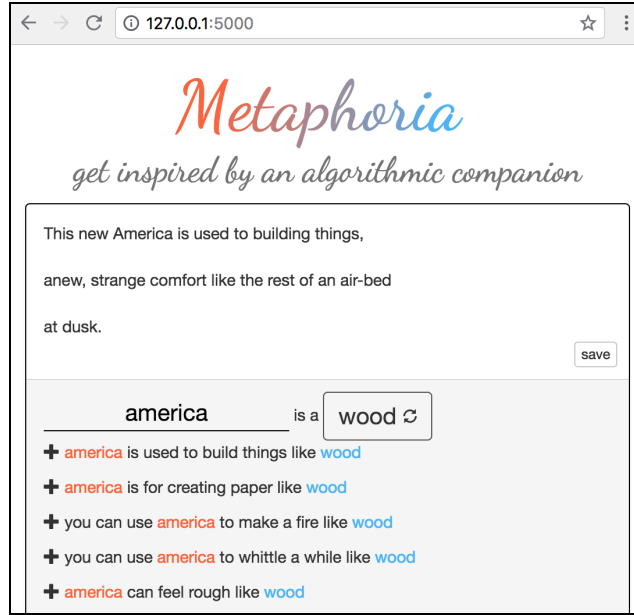 127.0.0.1:5000
Metaphoria
get inspired by an algorithmic companion
This new America is used to building things,
anew, strange comfort like the rest of an air-bed
at dusk.
save
america is a wood
america is used to build things like wood
america is for creating paper like wood
you can use america to make a fire like wood
you can use america to whittle a while like wood
america can feel rough like wood